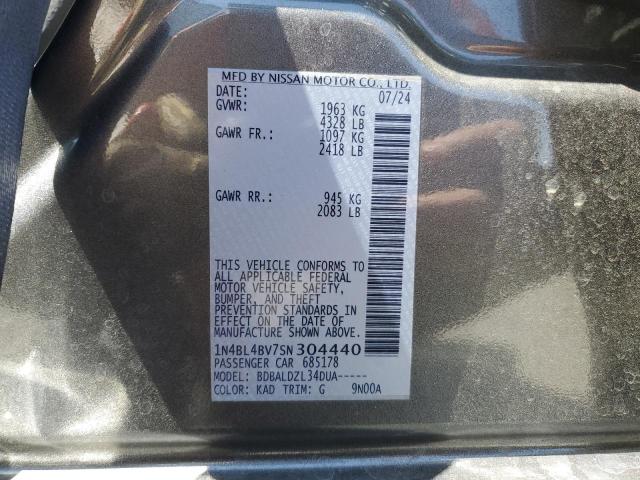 MFD BY NISSAN MOTOR CO., LTD.
DATE: 07/24
GVWR: 1963 KG
4328 LB
GAWR FR.: 1097 KG
2418 LB
GAWR RR.: 945 KG
2083 LB
THIS VEHICLE CONFORMS TO
ALL APPLICABLE FEDERAL
MOTOR VEHICLE SAFETY,
BUMPER, AND THEFT
PREVENTION STANDARDS IN
EFFECT ON THE DATE OF
MANUFACTURE SHOWN ABOVE.
1N4BL4BV7SN304440
PASSENGER CAR 685178
MODEL: BDBALDZL34DUA-----
COLOR: KAD TRIM: G 9N00A